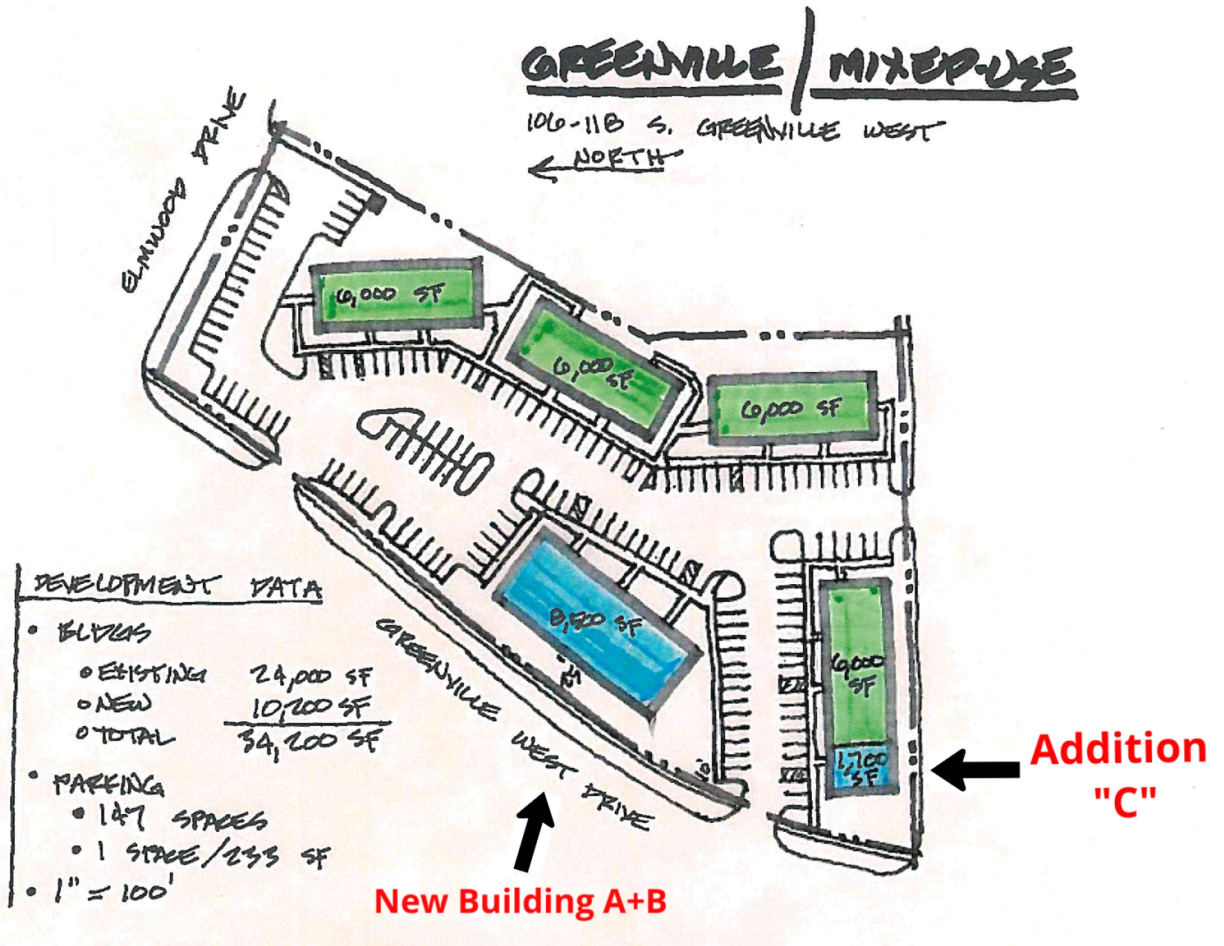 GREENVILLE / MIXED-USE
106-118 S. GREENVILLE WEST
← NORTH
ELMWOOD DRIVE
6,000 SF
6,000 SF
6,000 SF
8,500 SF
6,000 SF
1,700 SF
GREENVILLE WEST DRIVE
DEVELOPMENT DATA
• BLDGS
○ EXISTING 24,000 SF
○ NEW 10,200 SF
○ TOTAL 34,200 SF
• PARKING
• 147 SPACES
• 1 SPACE/233 SF
• 1" = 100'
Addition
"C"
New Building A+B